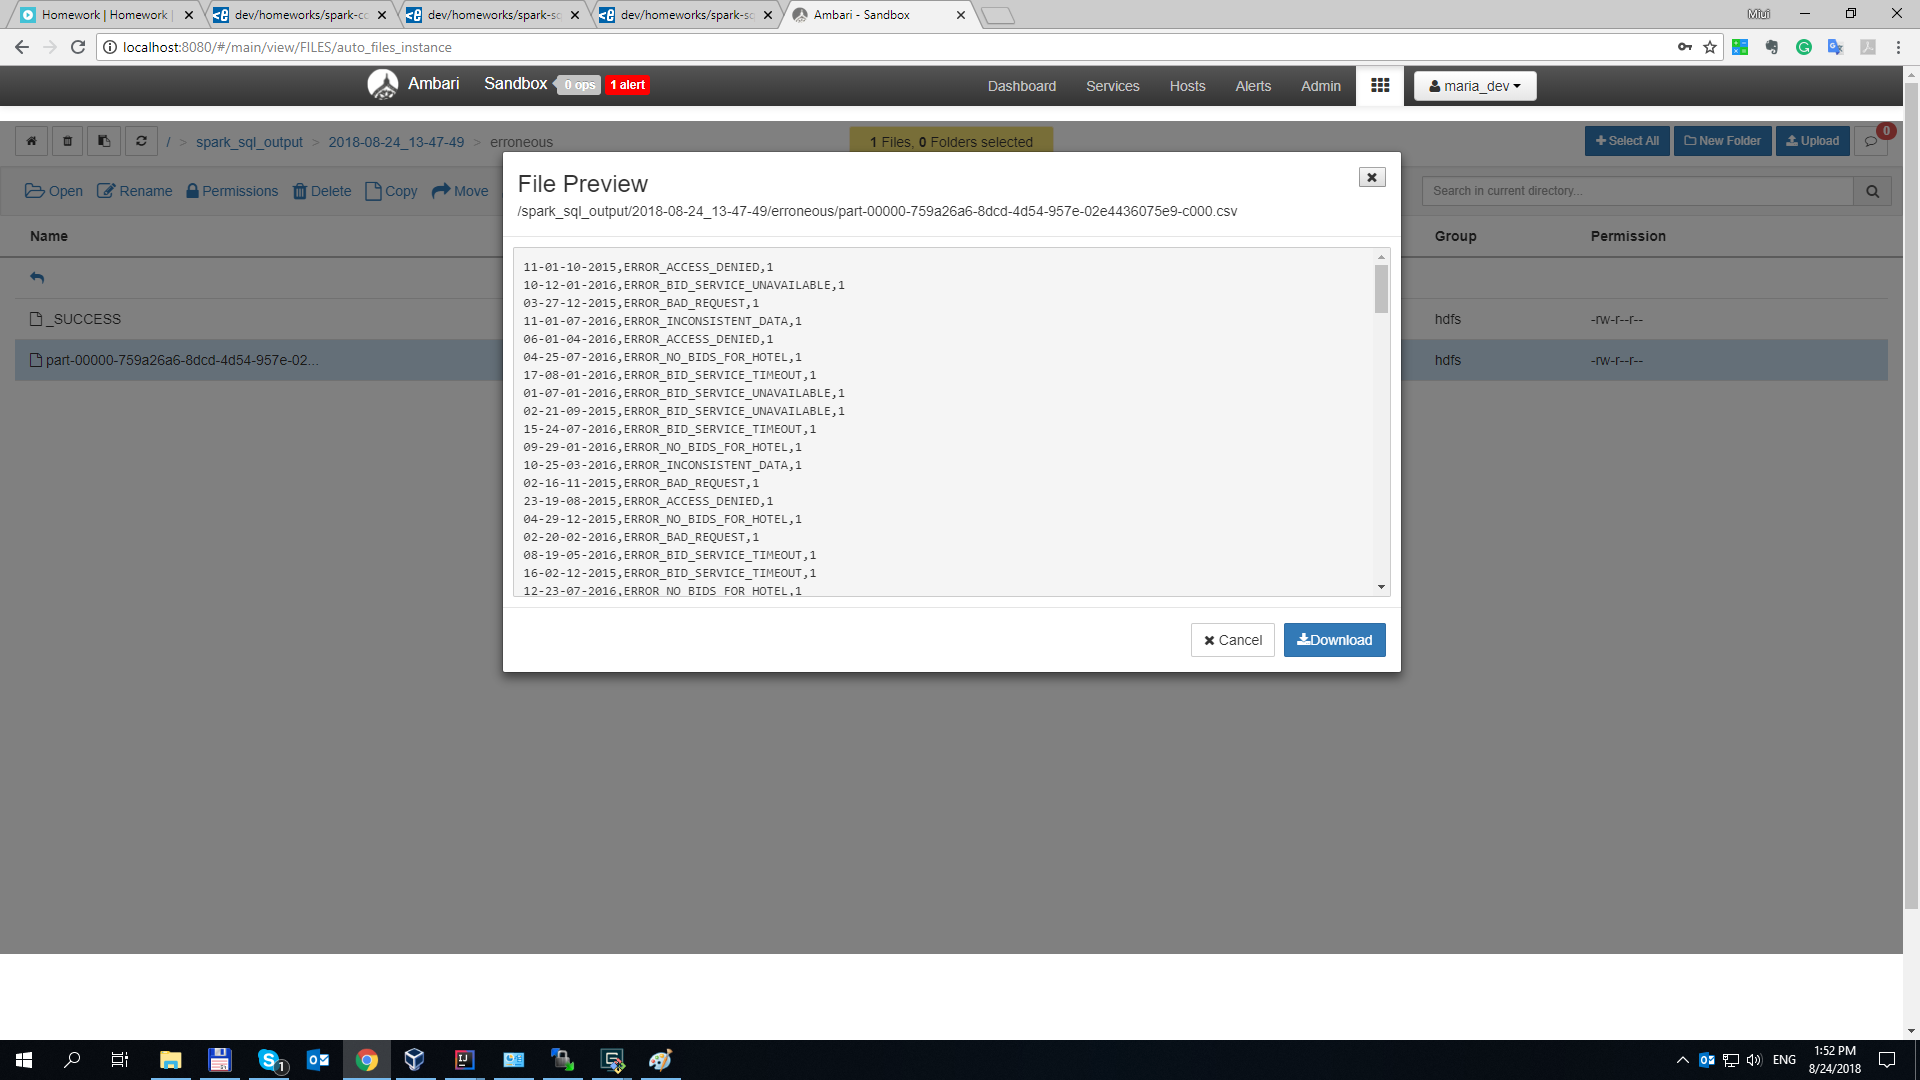 Homework | Homework
dev/homeworks/spark-co
dev/homeworks/spark-sq
dev/homeworks/spark-sq
Ambari - Sandbox
Miui
localhost:8080/#/main/view/FILES/auto_files_instance
Ambari Sandbox 0 ops 1 alert Dashboard Services Hosts Alerts Admin maria_dev
/ > spark_sql_output > 2018-08-24_13-47-49 > erroneous
1 Files, 0 Folders selected
Select All New Folder Upload 0
Open Rename Permissions Delete Copy Move
Search in current directory...
Name Group Permission
_SUCCESS hdfs -rw-r--r--
part-00000-759a26a6-8dcd-4d54-957e-02... hdfs -rw-r--r--
File Preview
/spark_sql_output/2018-08-24_13-47-49/erroneous/part-00000-759a26a6-8dcd-4d54-957e-02e4436075e9-c000.csv
11-01-10-2015,ERROR_ACCESS_DENIED,1
10-12-01-2016,ERROR_BID_SERVICE_UNAVAILABLE,1
03-27-12-2015,ERROR_BAD_REQUEST,1
11-01-07-2016,ERROR_INCONSISTENT_DATA,1
06-01-04-2016,ERROR_ACCESS_DENIED,1
04-25-07-2016,ERROR_NO_BIDS_FOR_HOTEL,1
17-08-01-2016,ERROR_BID_SERVICE_TIMEOUT,1
01-07-01-2016,ERROR_BID_SERVICE_UNAVAILABLE,1
02-21-09-2015,ERROR_BID_SERVICE_UNAVAILABLE,1
15-24-07-2016,ERROR_BID_SERVICE_TIMEOUT,1
09-29-01-2016,ERROR_NO_BIDS_FOR_HOTEL,1
10-25-03-2016,ERROR_INCONSISTENT_DATA,1
02-16-11-2015,ERROR_BAD_REQUEST,1
23-19-08-2015,ERROR_ACCESS_DENIED,1
04-29-12-2015,ERROR_NO_BIDS_FOR_HOTEL,1
02-20-02-2016,ERROR_BAD_REQUEST,1
08-19-05-2016,ERROR_BID_SERVICE_TIMEOUT,1
16-02-12-2015,ERROR_BID_SERVICE_TIMEOUT,1
12-23-07-2016,ERROR_NO_BIDS_FOR_HOTEL,1
Cancel Download
ENG
1:52 PM
8/24/2018